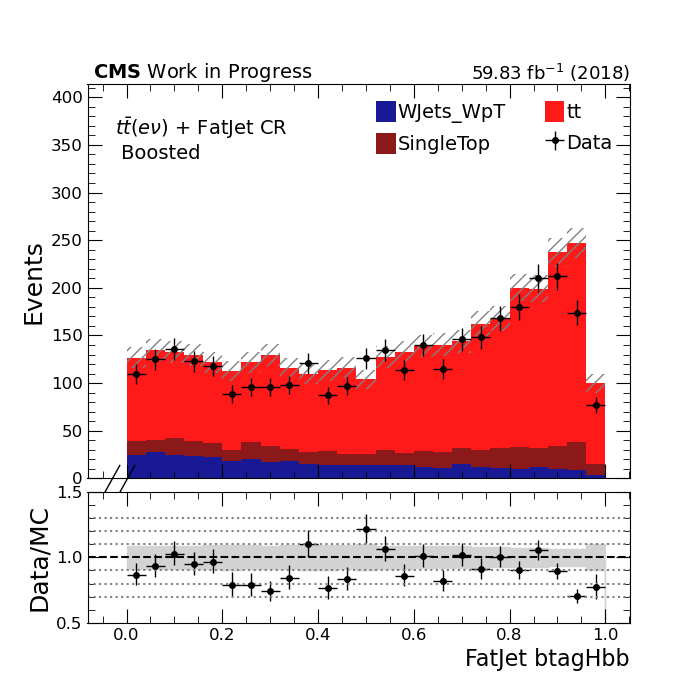 CMS Work in Progress 59.83 fb⁻¹ (2018)
400
350
300
250
200
150
100
50
0
Events
tt̄(eν) + FatJet CR
Boosted
WJets_WpT
tt
SingleTop
Data
1.5
1.0
0.5
Data/MC
0.0 0.2 0.4 0.6 0.8 1.0
FatJet btagHbb